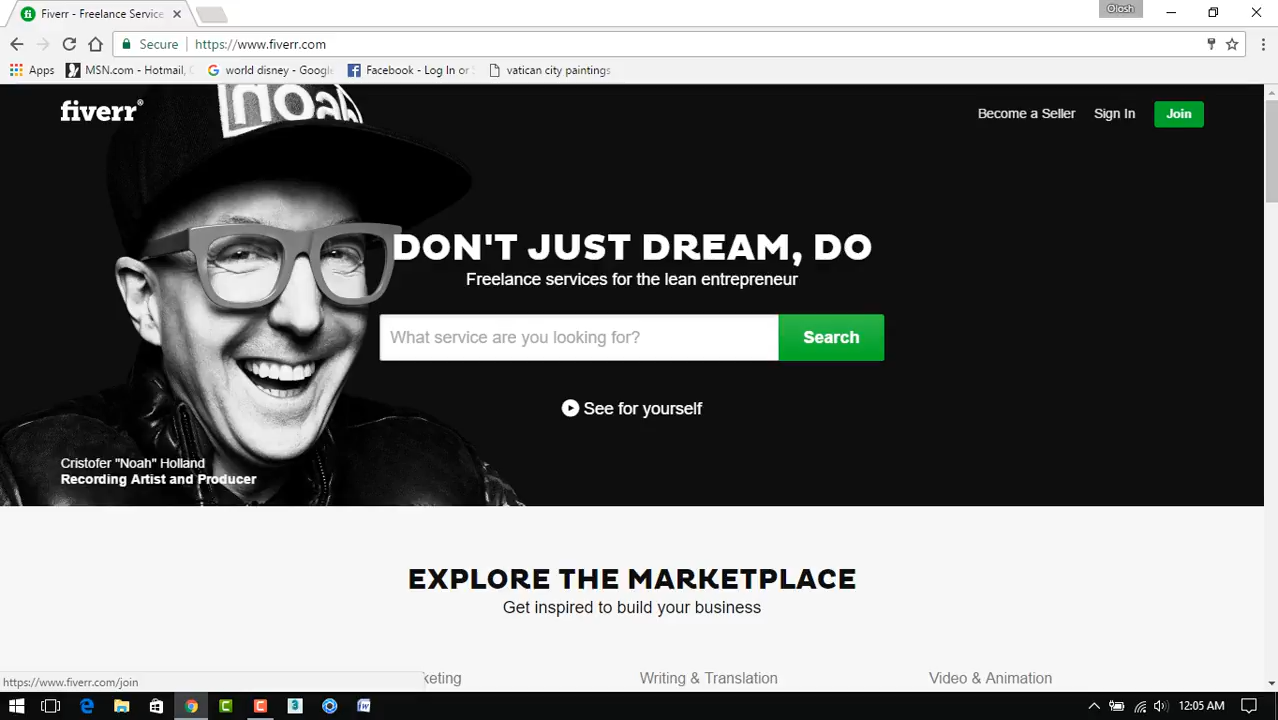 Fiverr - Freelance Service
Olosh
Secure https://www.fiverr.com
Apps MSN.com - Hotmail, world disney - Google Facebook - Log In or vatican city paintings
noah
fiverr®
Become a Seller Sign In Join
DON'T JUST DREAM, DO
Freelance services for the lean entrepreneur
What service are you looking for? Search
See for yourself
Cristofer "Noah" Holland
Recording Artist and Producer
EXPLORE THE MARKETPLACE
Get inspired to build your business
keting Writing & Translation Video & Animation
https://www.fiverr.com/join
12:05 AM